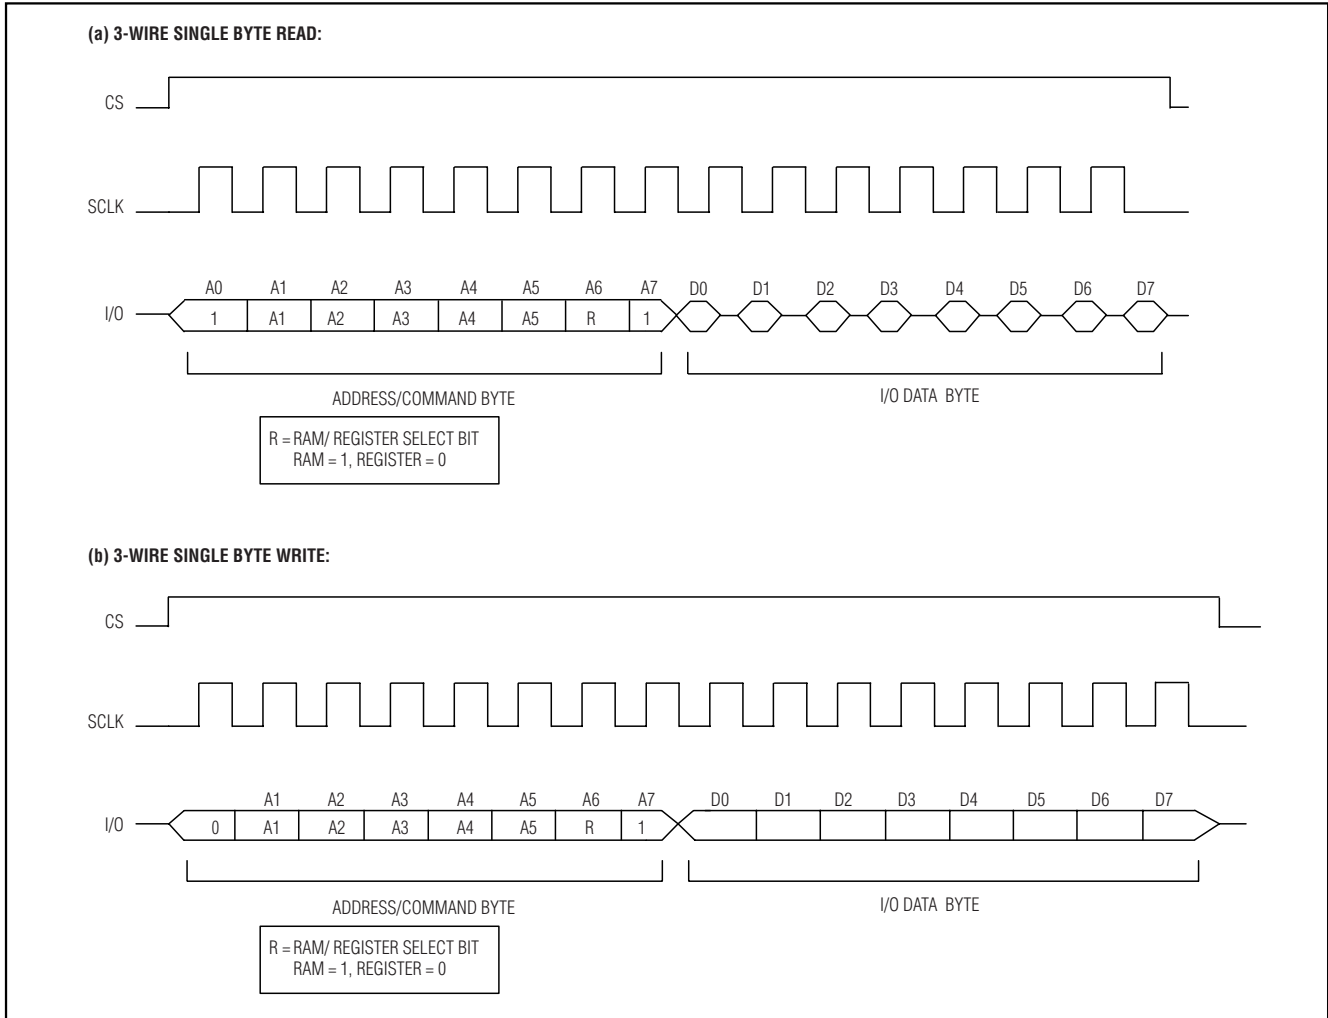 (a) 3-WIRE SINGLE BYTE READ:
CS
SCLK
A0 A1 A2 A3 A4 A5 A6 A7 D0 D1 D2 D3 D4 D5 D6 D7
I/O 1 A1 A2 A3 A4 A5 R 1
ADDRESS/COMMAND BYTE I/O DATA BYTE
R = RAM/ REGISTER SELECT BIT
RAM = 1, REGISTER = 0
(b) 3-WIRE SINGLE BYTE WRITE:
CS
SCLK
A1 A2 A3 A4 A5 A6 A7 D0 D1 D2 D3 D4 D5 D6 D7
I/O 0 A1 A2 A3 A4 A5 R 1
ADDRESS/COMMAND BYTE I/O DATA BYTE
R = RAM/ REGISTER SELECT BIT
RAM = 1, REGISTER = 0